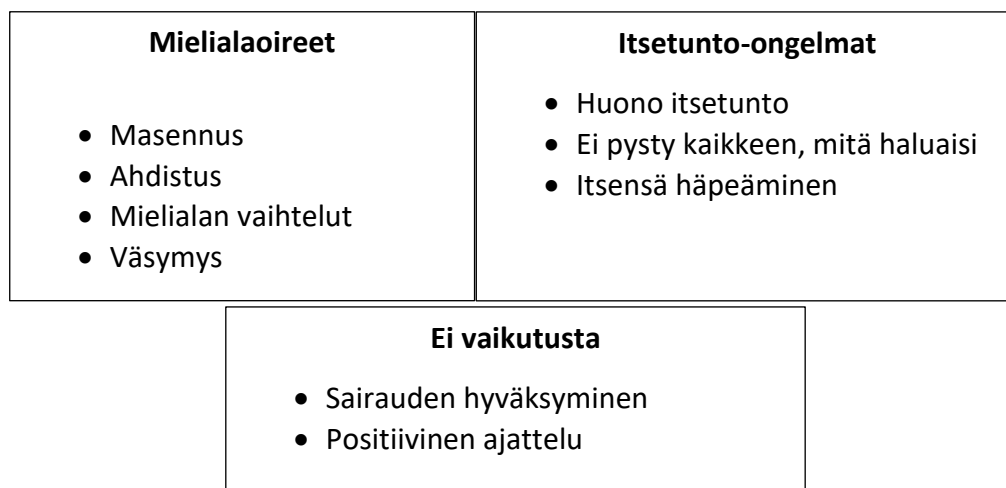 Mielialaoireet
• Masennus
• Ahdistus
• Mielialan vaihtelut
• Väsymys
Itsetunto-ongelmat
• Huono itsetunto
• Ei pysty kaikkeen, mitä haluaisi
• Itsensä häpeäminen
Ei vaikutusta
• Sairauden hyväksyminen
• Positiivinen ajattelu